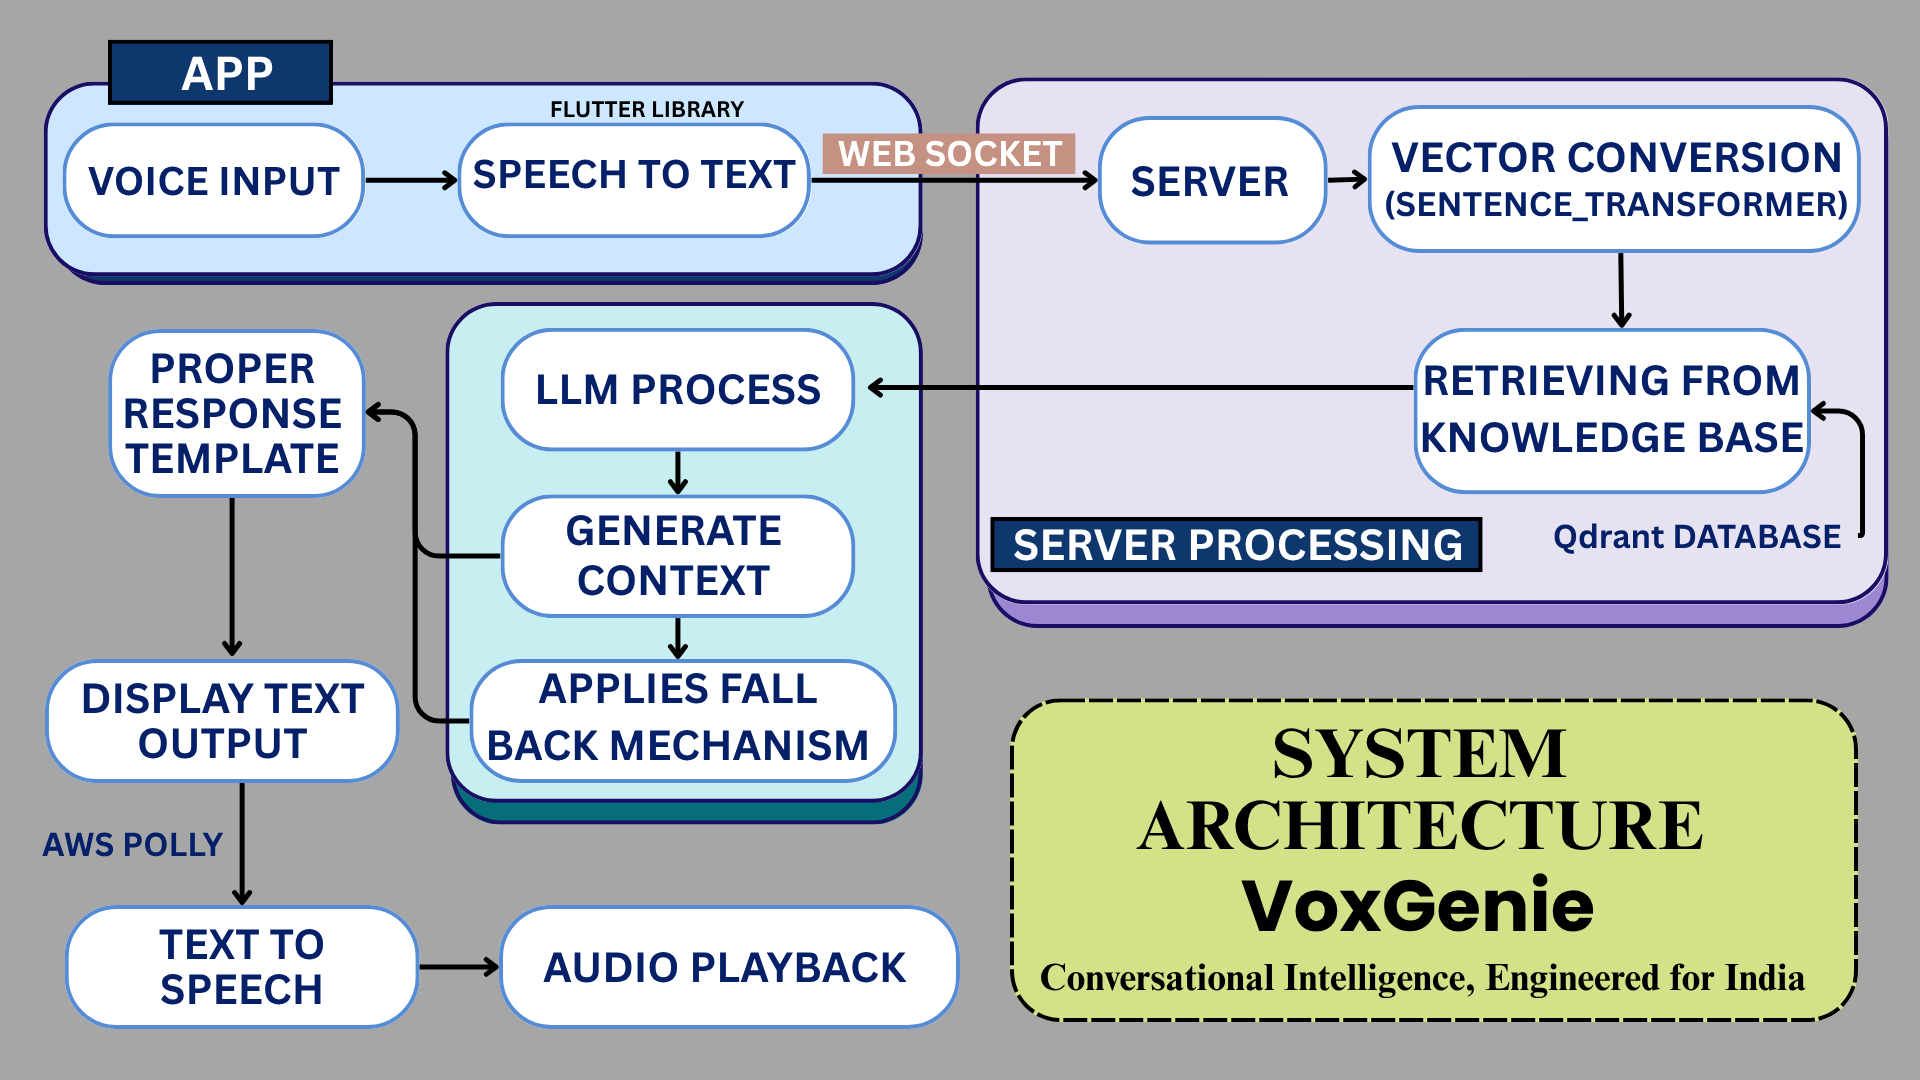 APP
FLUTTER LIBRARY
VOICE INPUT
SPEECH TO TEXT
WEB SOCKET
SERVER
VECTOR CONVERSION
(SENTENCE_TRANSFORMER)
RETRIEVING FROM
KNOWLEDGE BASE
Qdrant DATABASE
SERVER PROCESSING
LLM PROCESS
GENERATE
CONTEXT
APPLIES FALL
BACK MECHANISM
PROPER
RESPONSE
TEMPLATE
DISPLAY TEXT
OUTPUT
AWS POLLY
TEXT TO
SPEECH
AUDIO PLAYBACK
SYSTEM
ARCHITECTURE
VoxGenie
Conversational Intelligence, Engineered for India